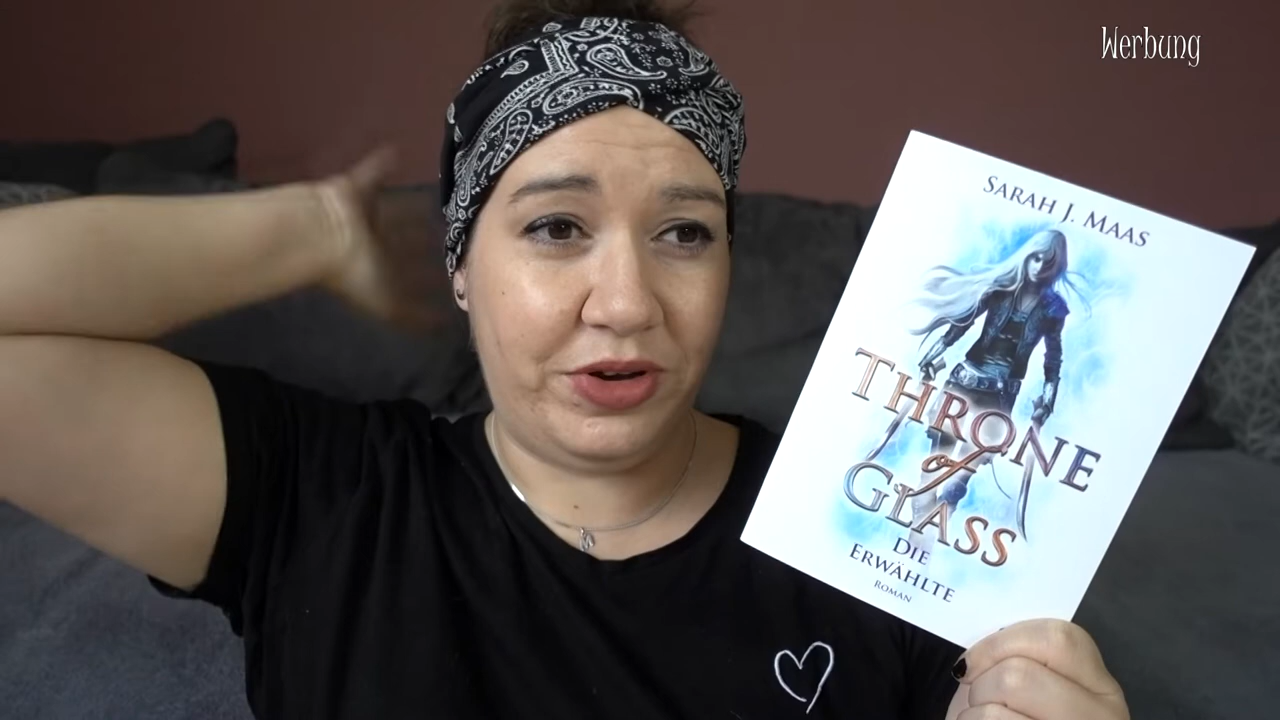 Werbung
SARAH J. MAAS
THRONE
of
GLASS
DIE
ERWÄHLTE
ROMAN